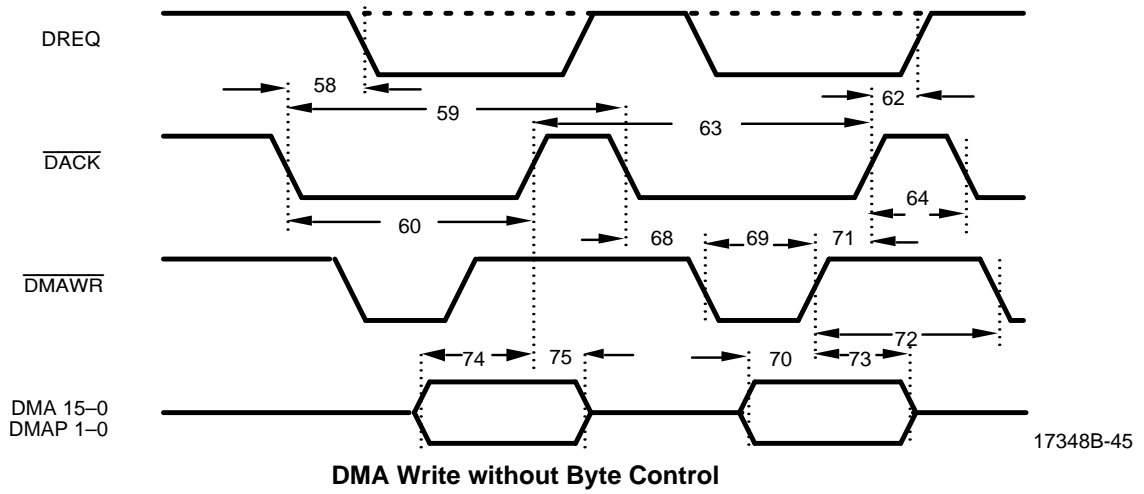 DREQ
58
62
59
63
DACK
64
60
68
69
71
DMAWR
72
74
75
70
73
DMA 15–0
DMAP 1–0
17348B-45
DMA Write without Byte Control